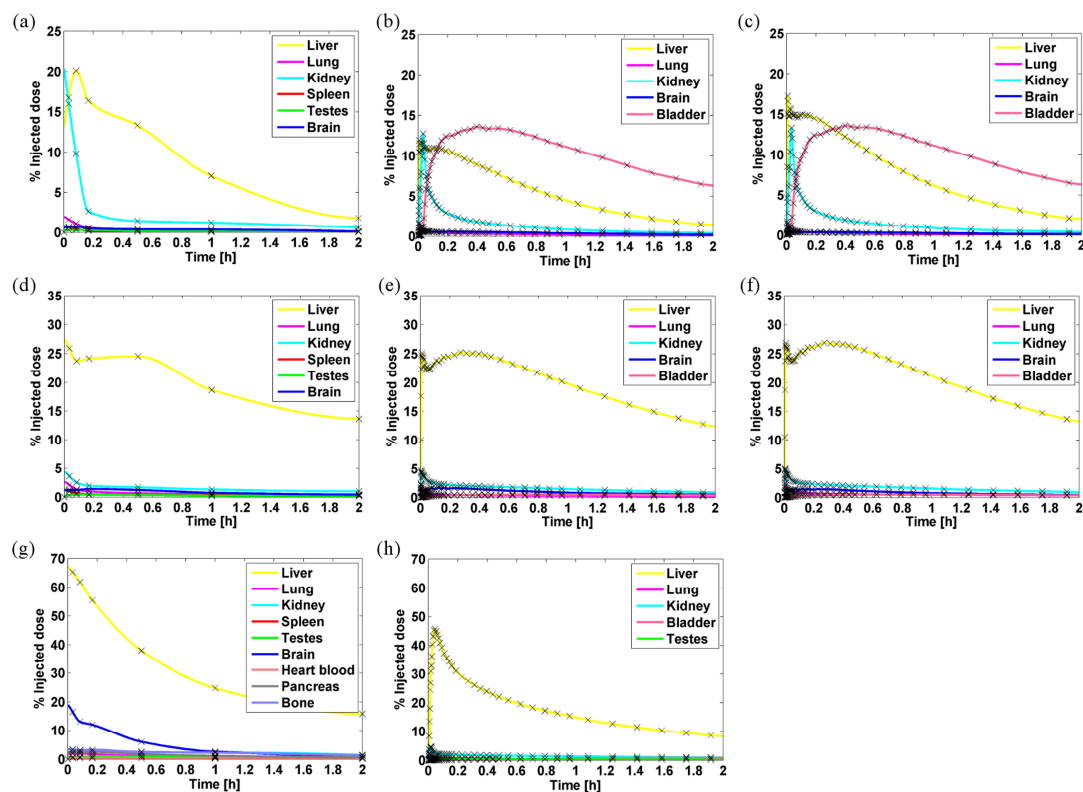 (a)
25
20
15
10
5
0
% Injected dose
0 0.2 0.4 0.6 0.8 1 1.2 1.4 1.6 1.8 2
Time [h]
Liver
Lung
Kidney
Spleen
Testes
Brain
(b)
25
20
15
10
5
0
% Injected dose
0 0.2 0.4 0.6 0.8 1 1.2 1.4 1.6 1.8 2
Time [h]
Liver
Lung
Kidney
Brain
Bladder
(c)
25
20
15
10
5
0
% Injected dose
0 0.2 0.4 0.6 0.8 1 1.2 1.4 1.6 1.8 2
Time [h]
Liver
Lung
Kidney
Brain
Bladder
(d)
35
30
25
20
15
10
5
0
% Injected dose
0 0.2 0.4 0.6 0.8 1 1.2 1.4 1.6 1.8 2
Time [h]
Liver
Lung
Kidney
Spleen
Testes
Brain
(e)
35
30
25
20
15
10
5
0
% Injected dose
0 0.2 0.4 0.6 0.8 1 1.2 1.4 1.6 1.8 2
Time [h]
Liver
Lung
Kidney
Brain
Bladder
(f)
35
30
25
20
15
10
5
0
% Injected dose
0 0.2 0.4 0.6 0.8 1 1.2 1.4 1.6 1.8 2
Time [h]
Liver
Lung
Kidney
Brain
Bladder
(g)
70
60
50
40
30
20
10
0
% Injected dose
0 0.2 0.4 0.6 0.8 1 1.2 1.4 1.6 1.8 2
Time [h]
Liver
Lung
Kidney
Spleen
Testes
Brain
Heart blood
Pancreas
Bone
(h)
70
60
50
40
30
20
10
0
% Injected dose
0 0.2 0.4 0.6 0.8 1 1.2 1.4 1.6 1.8 2
Time [h]
Liver
Lung
Kidney
Bladder
Testes